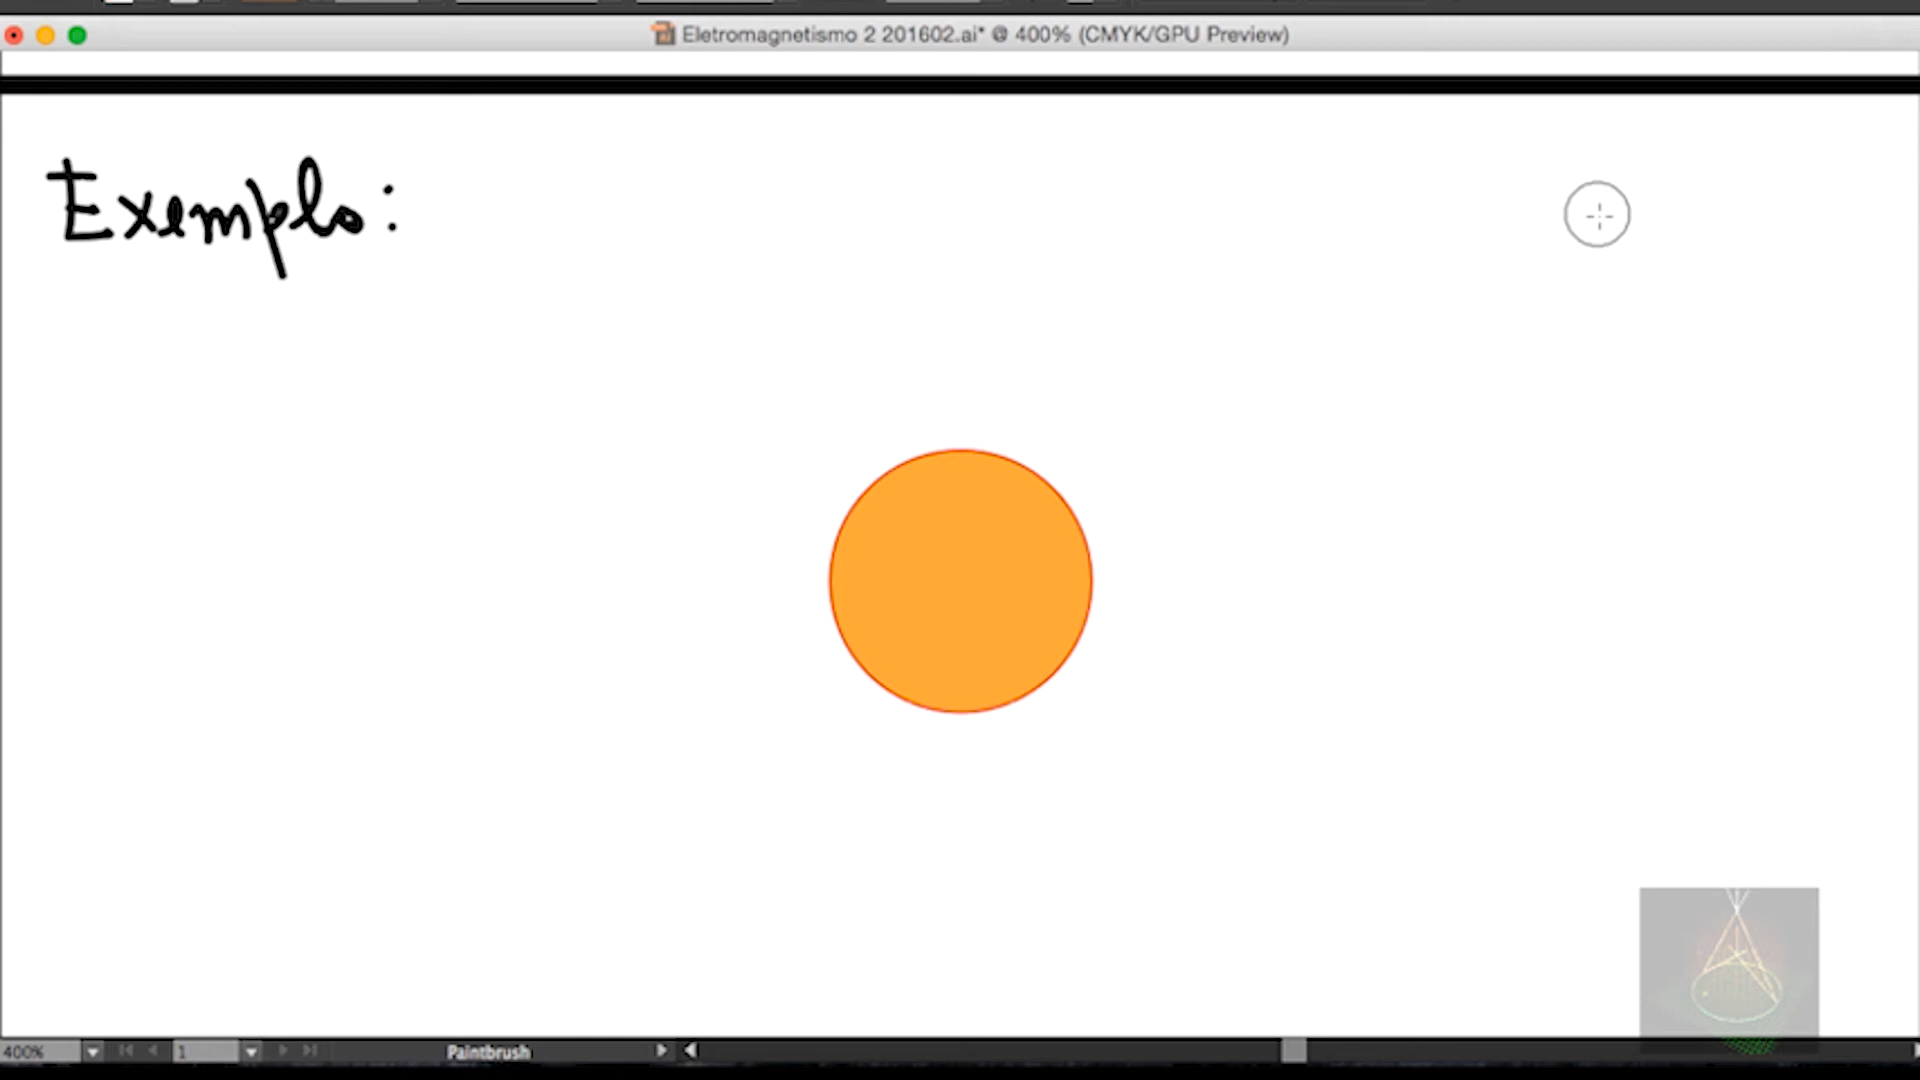 Eletromagnetismo 2 201602.ai* @ 400% (CMYK/GPU Preview)
Exemplo:
400%
1
Paintbrush